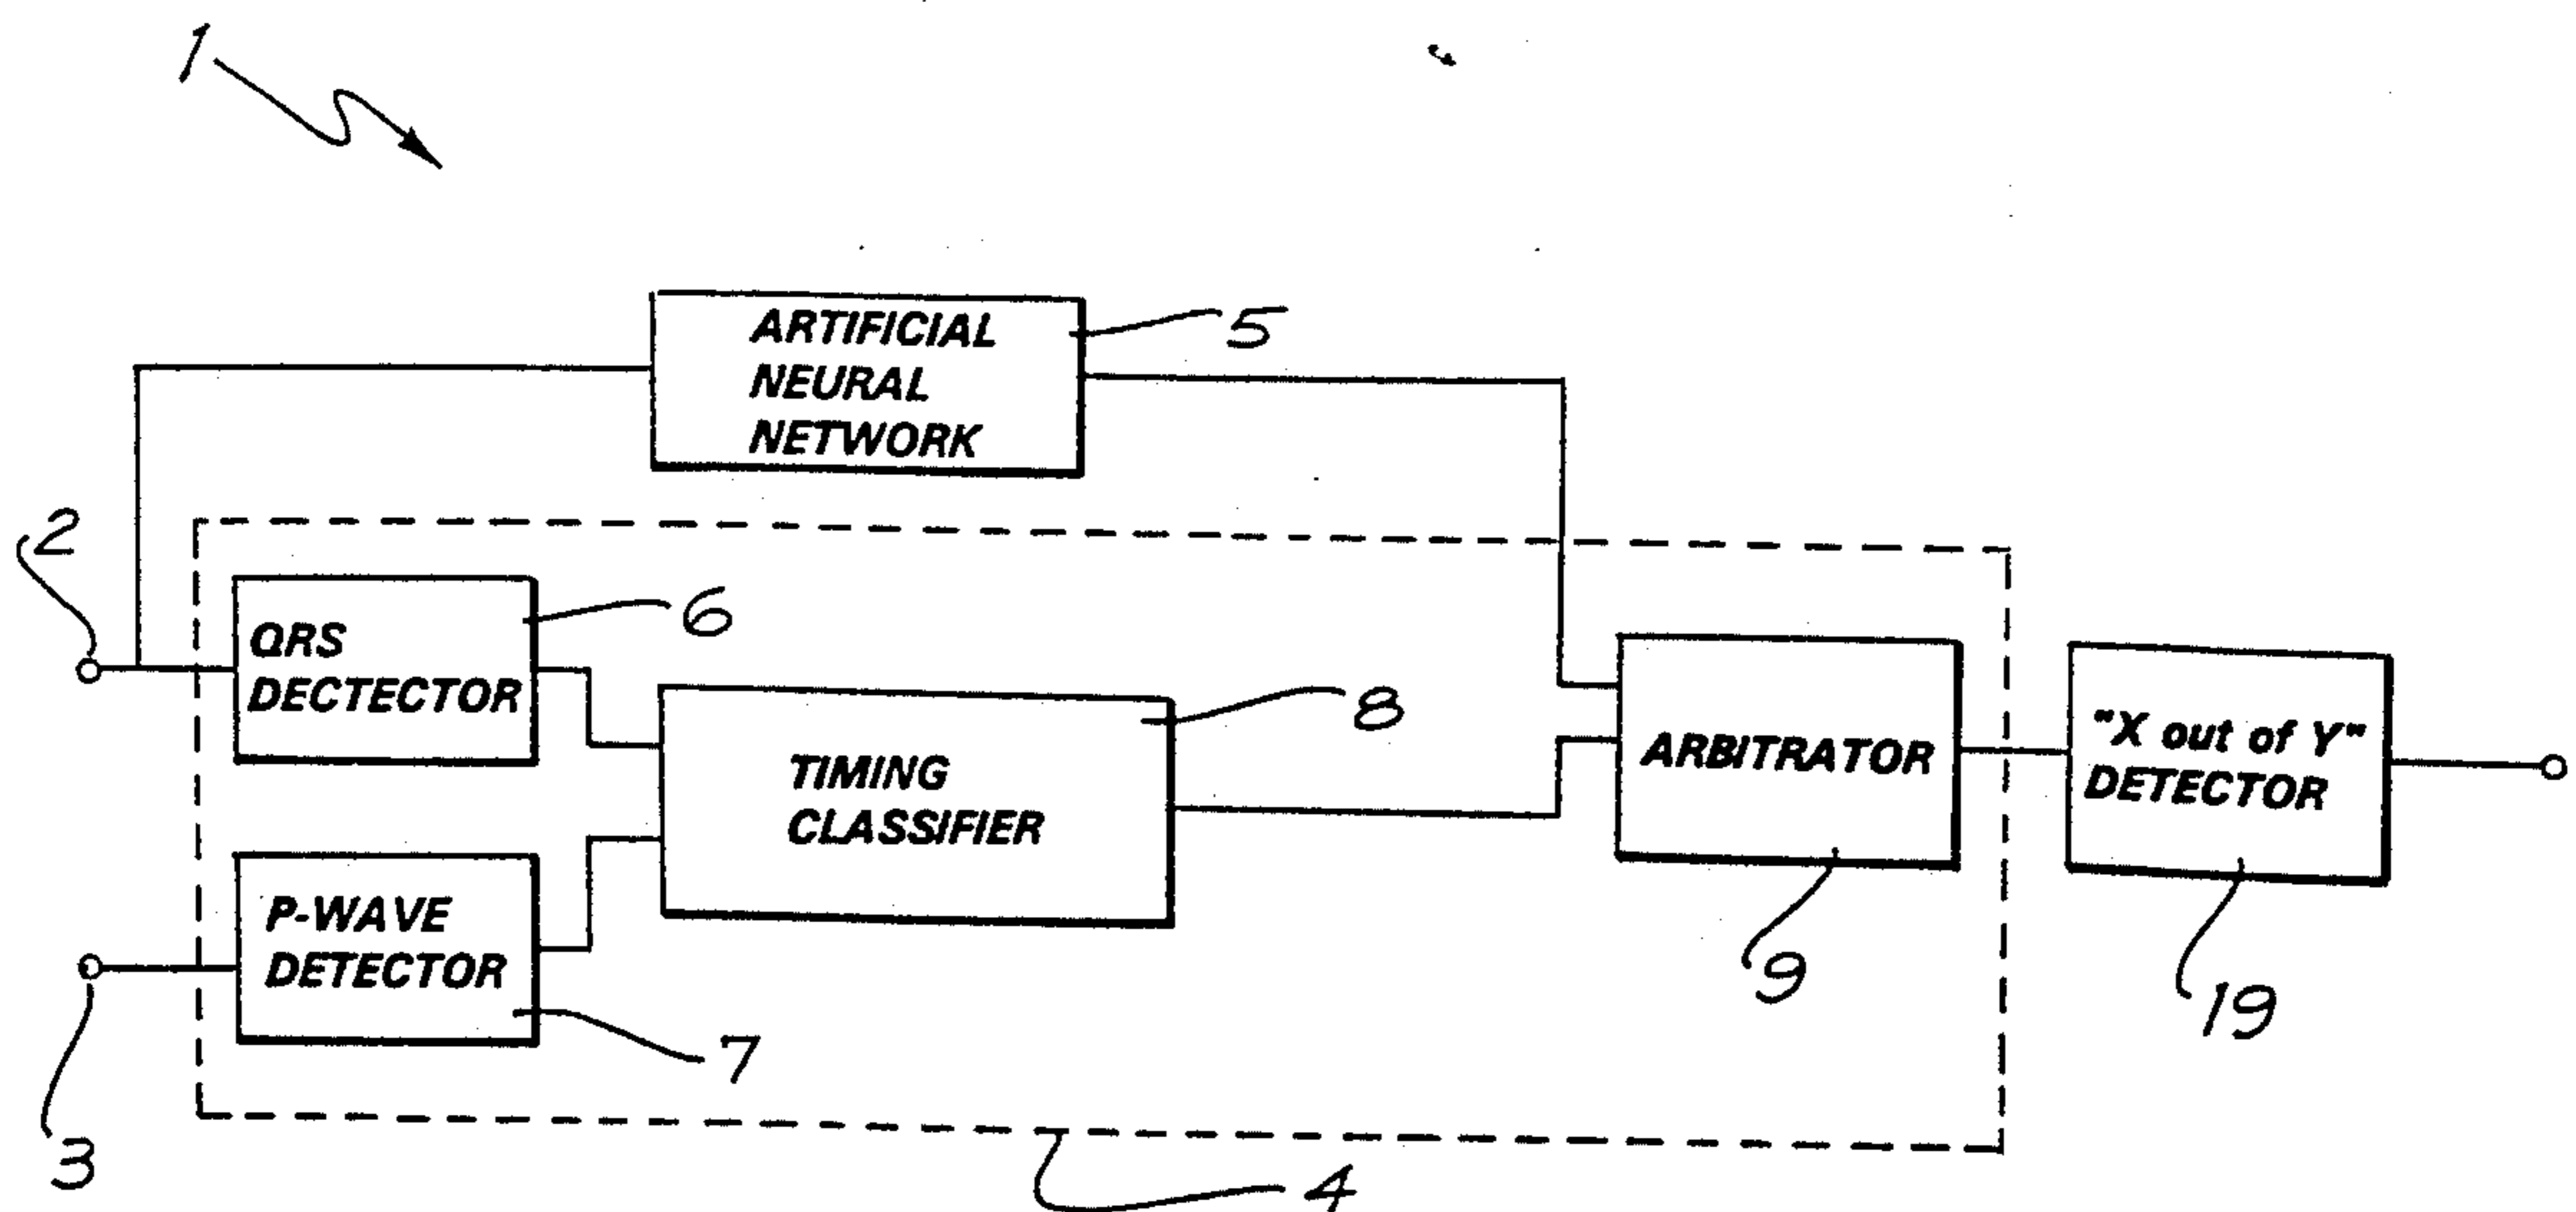 1
ARTIFICIAL
NEURAL
NETWORK
5
2
QRS
DECTECTOR
6
TIMING
CLASSIFIER
8
ARBITRATOR
9
"X out of Y"
DETECTOR
19
P-WAVE
DETECTOR
7
3
4